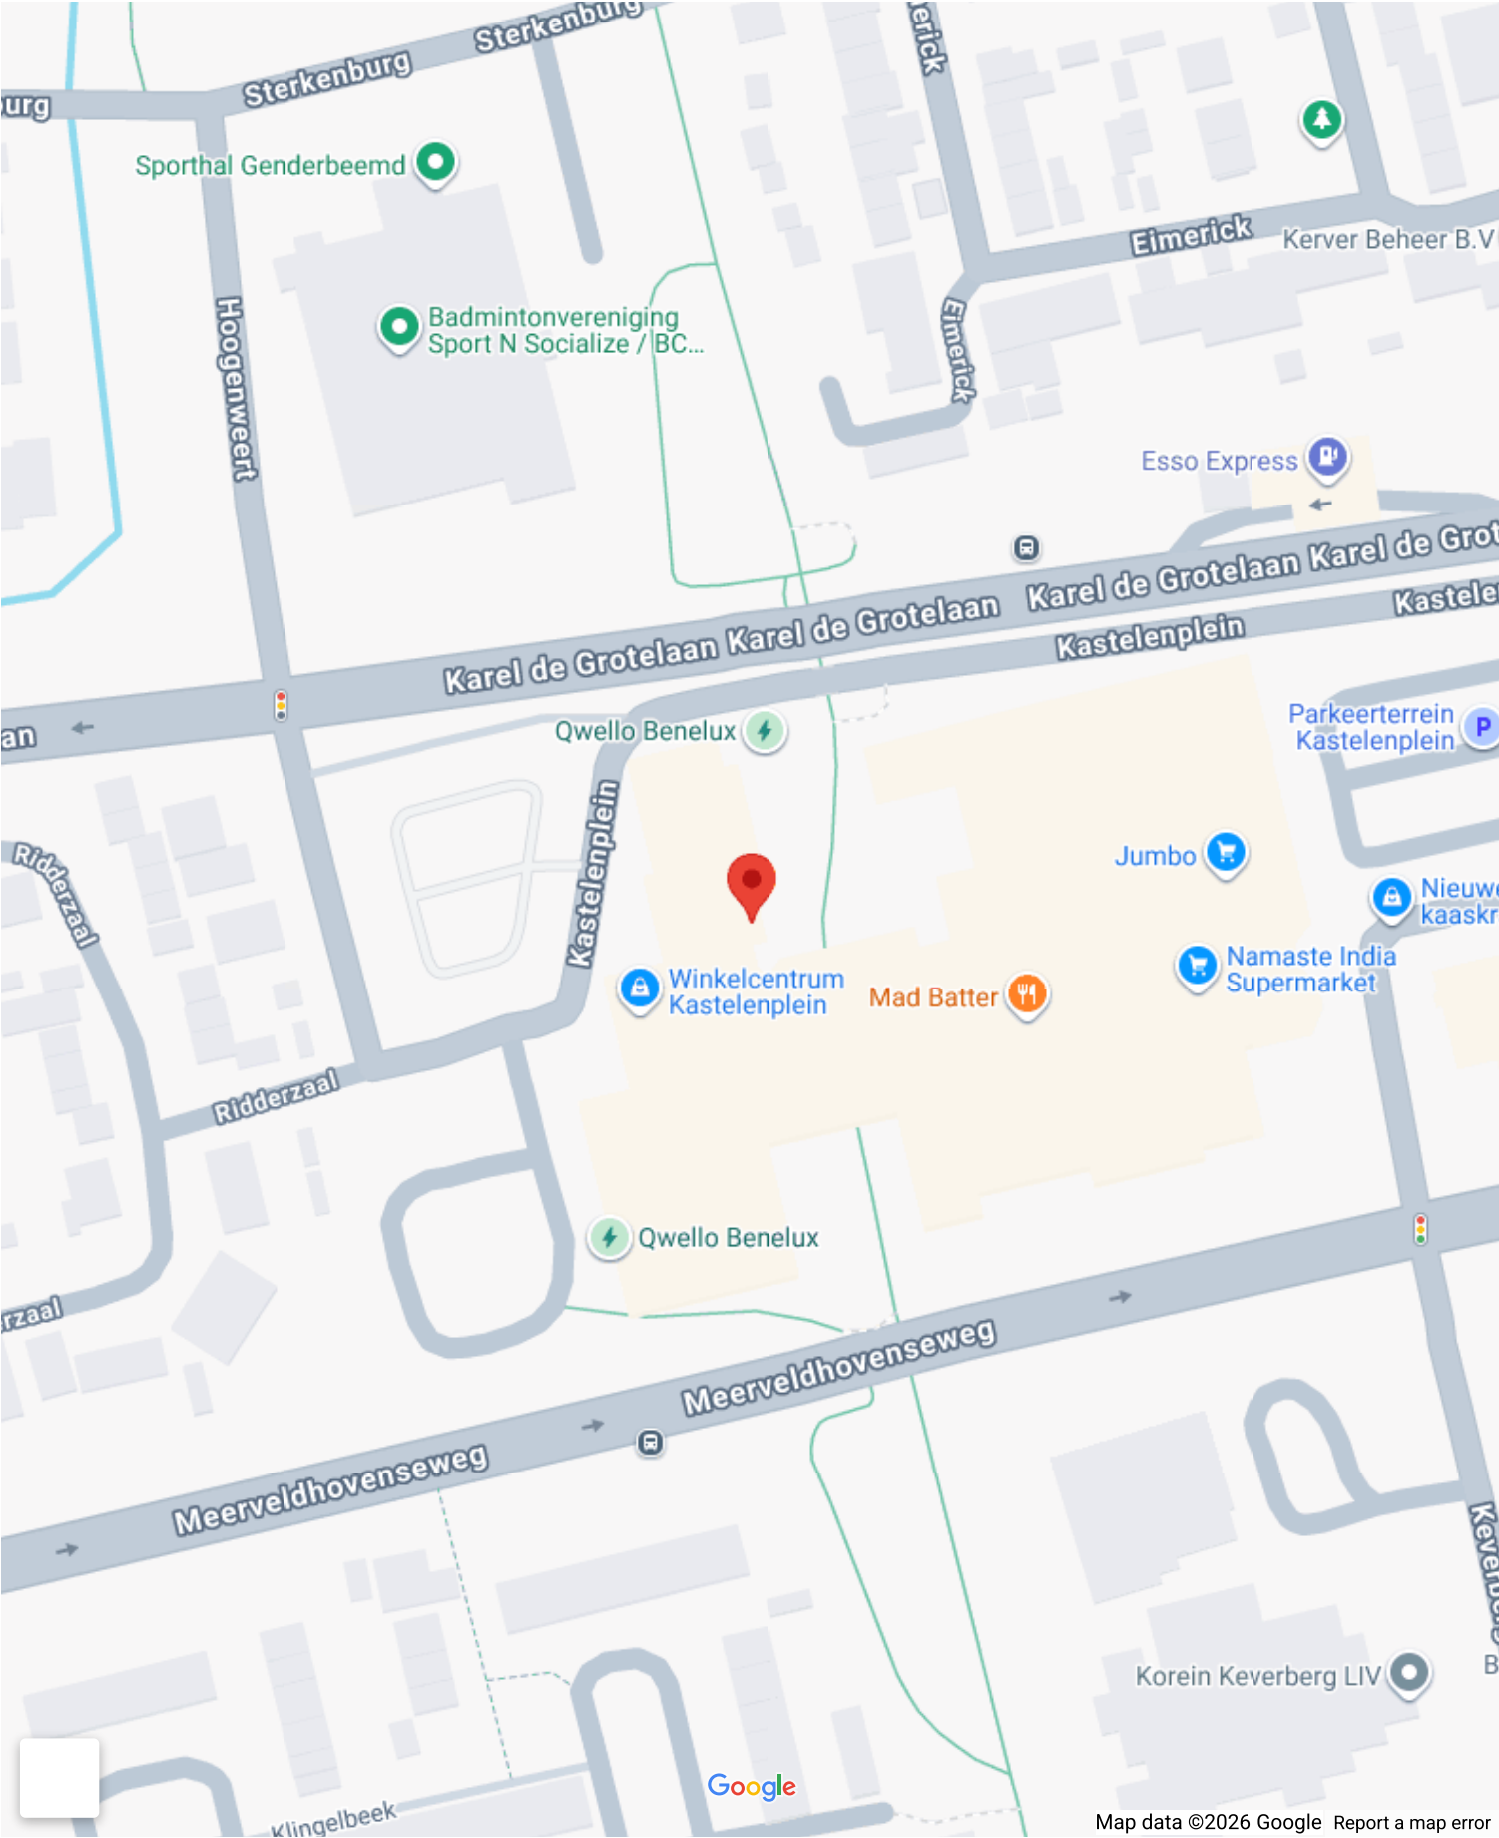 Sterkenburg
Sterkenburg
urg
erick
Sporthal Genderbeemd
Eimerick
Kerver Beheer B.V
Hoogenweert
Badmintonvereniging
Sport N Socialize / BC...
Eimerick
Esso Express
Karel de Grotelaan
Karel de Grotelaan
Karel de Grotelaan
Karel de Grot
Kastelenplein
Kastele
an
Qwello Benelux
Parkeerterrein
Kastelenplein
P
Kastelenplein
Ridderzaal
Jumbo
Nieuwe
kaaskr
Winkelcentrum
Kastelenplein
Mad Batter
Namaste India
Supermarket
Ridderzaal
Qwello Benelux
rzaal
Meerveldhovenseweg
Meerveldhovenseweg
Korein Keverberg LIV
B
Klingelbeek
Google
Map data ©2026 Google
Report a map error